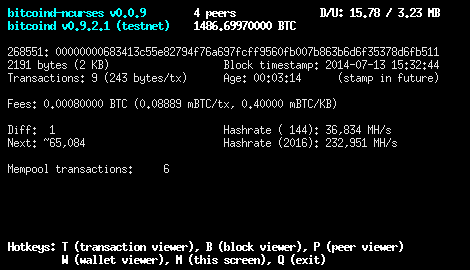 bitcoind-ncurses v0.0.9 4 peers D/U: 15.78 / 3.23 MB
bitcoind v0.9.2.1 (testnet) 1486.69970000 BTC
268551: 00000000683413c55e82794f76a697fcff9560fb007b863b6d6f35378d6fb511
2191 bytes (2 KB) Block timestamp: 2014-07-13 15:32:44
Transactions: 9 (243 bytes/tx) Age: 00:03:14 (stamp in future)
Fees: 0.00080000 BTC (0.08889 mBTC/tx, 0.40000 mBTC/KB)
Diff: 1 Hashrate ( 144): 36,834 MH/s
Next: ~65,084 Hashrate (2016): 232,951 MH/s
Mempool transactions: 6
Hotkeys: T (transaction viewer), B (block viewer), P (peer viewer)
W (wallet viewer), M (this screen), Q (exit)